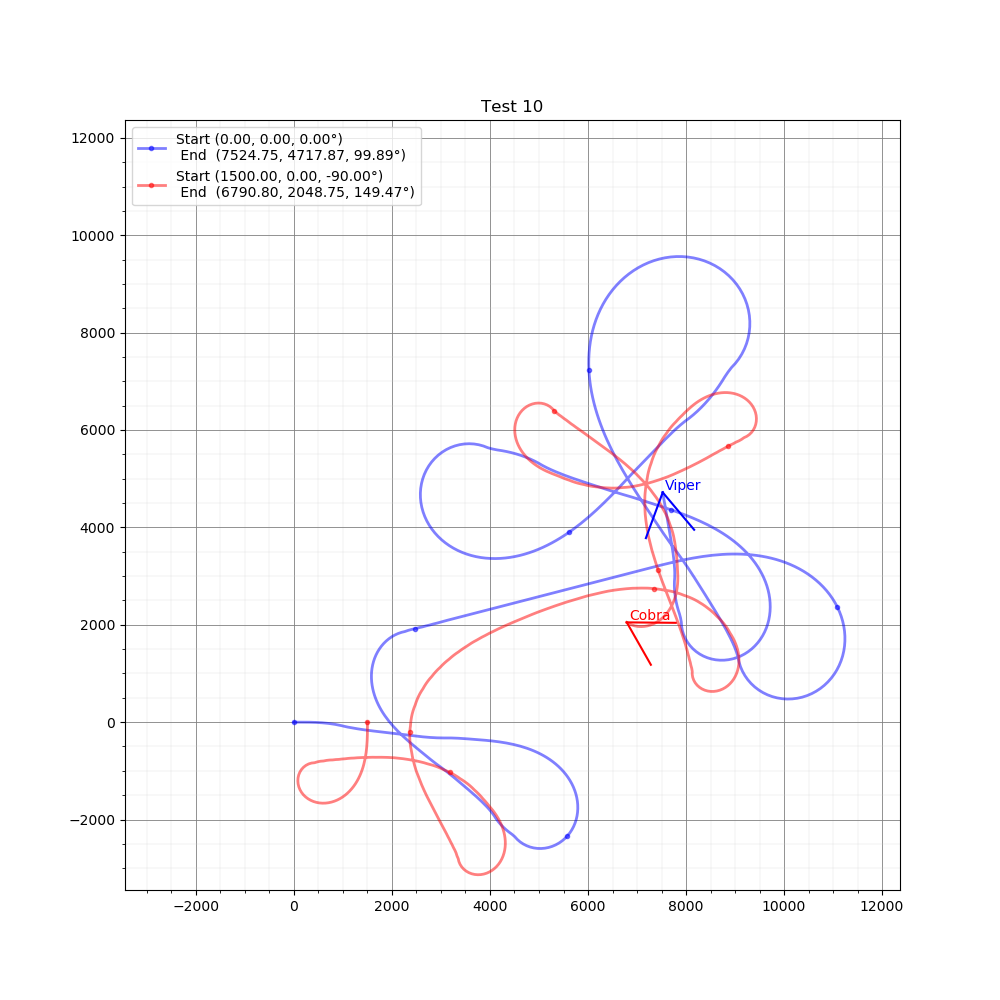 Test 10
Start (0.00, 0.00, 0.00°)
End (7524.75, 4717.87, 99.89°)
Start (1500.00, 0.00, -90.00°)
End (6790.80, 2048.75, 149.47°)
12000
10000
8000
6000
4000
2000
0
−2000
Viper
Cobra
−2000 0 2000 4000 6000 8000 10000 12000